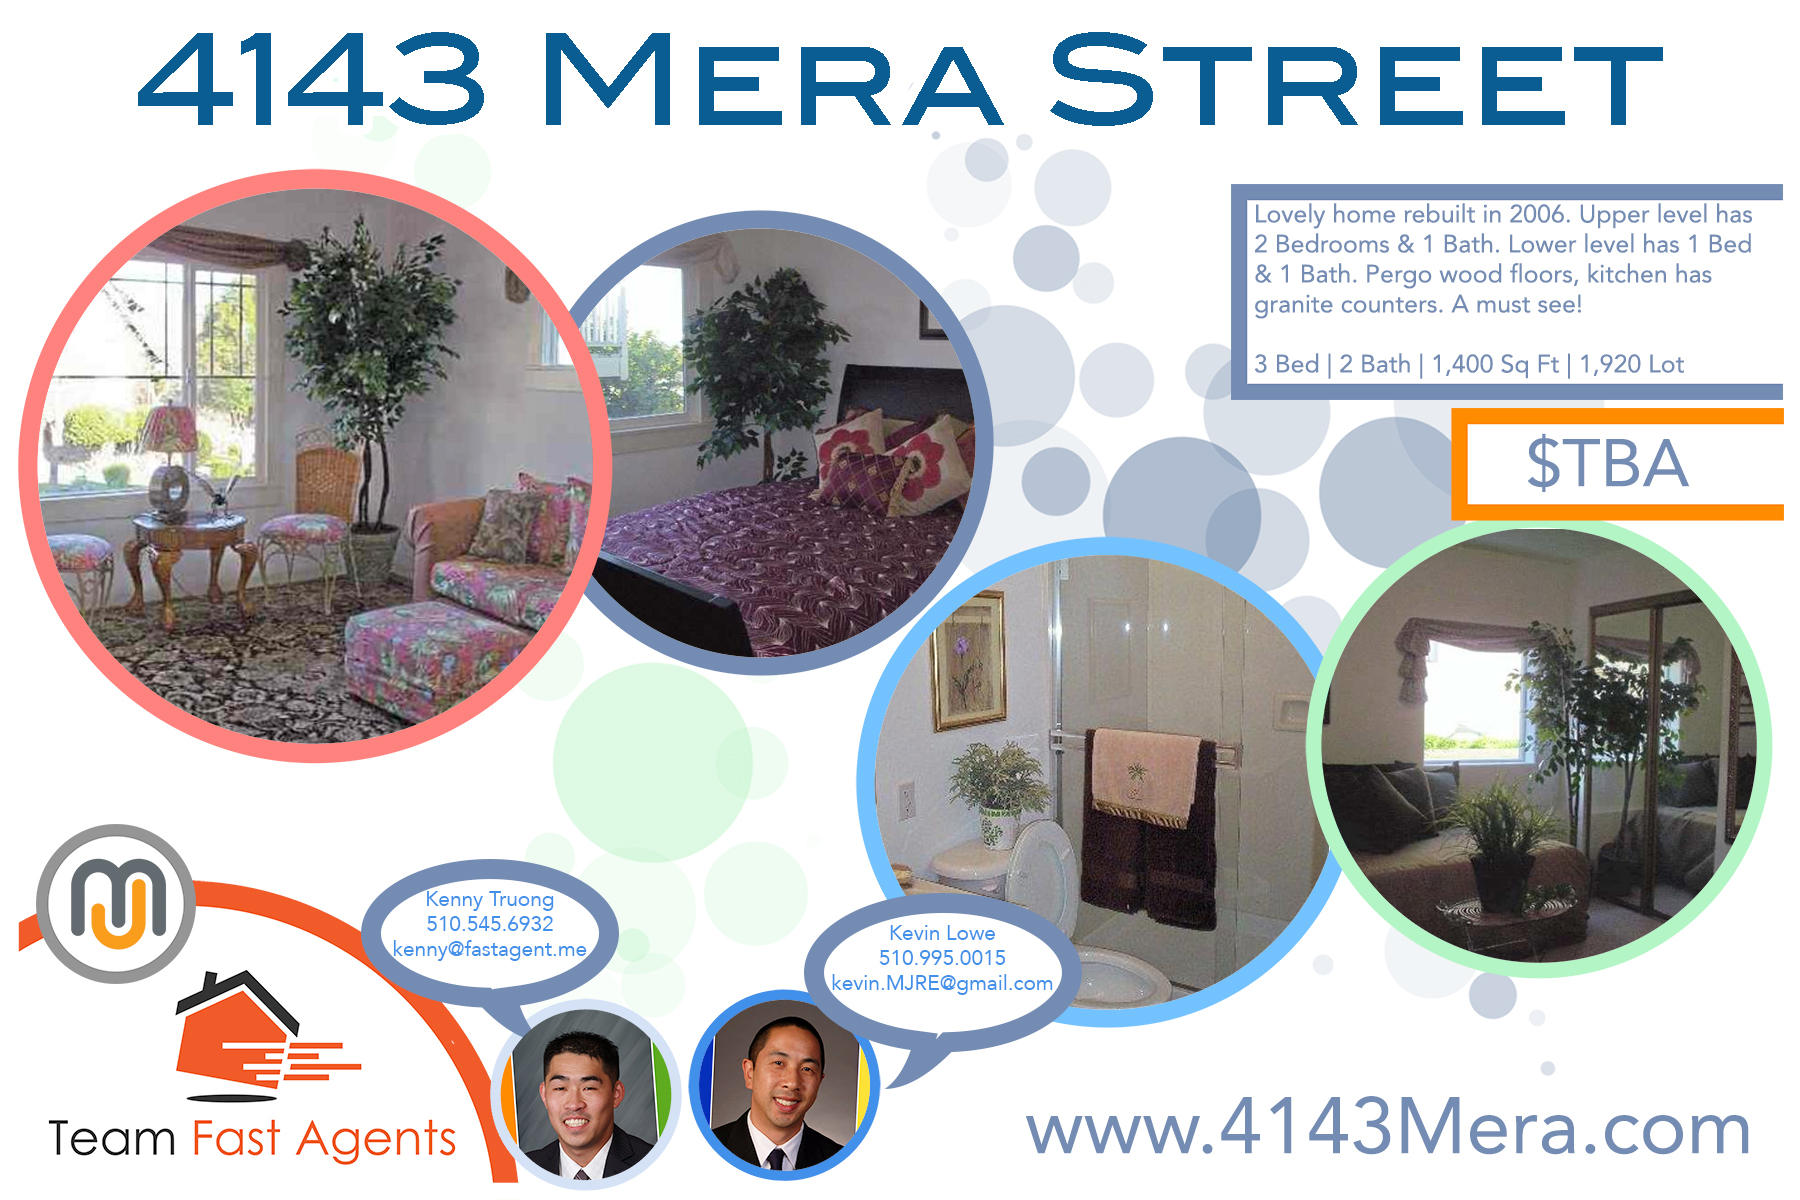 4143 MERA STREET
Lovely home rebuilt in 2006. Upper level has
2 Bedrooms & 1 Bath. Lower level has 1 Bed
& 1 Bath. Pergo wood floors, kitchen has
granite counters. A must see!
3 Bed | 2 Bath | 1,400 Sq Ft | 1,920 Lot
$TBA
Kenny Truong
510.545.6932
kenny@fastagent.me
Kevin Lowe
510.995.0015
kevin.MJRE@gmail.com
MJ
Team Fast Agents
www.4143Mera.com